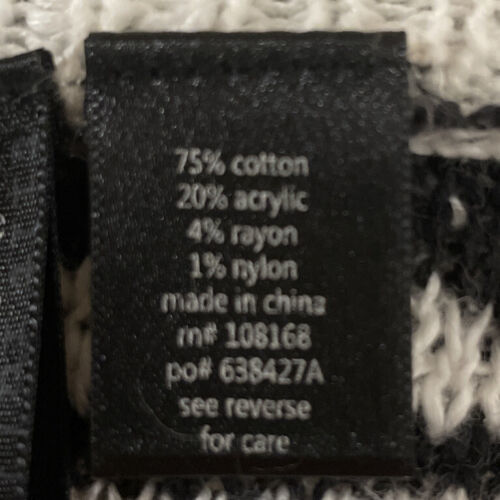 75% cotton
20% acrylic
4% rayon
1% nylon
made in china
rn# 108168
po# 638427A
see reverse
for care